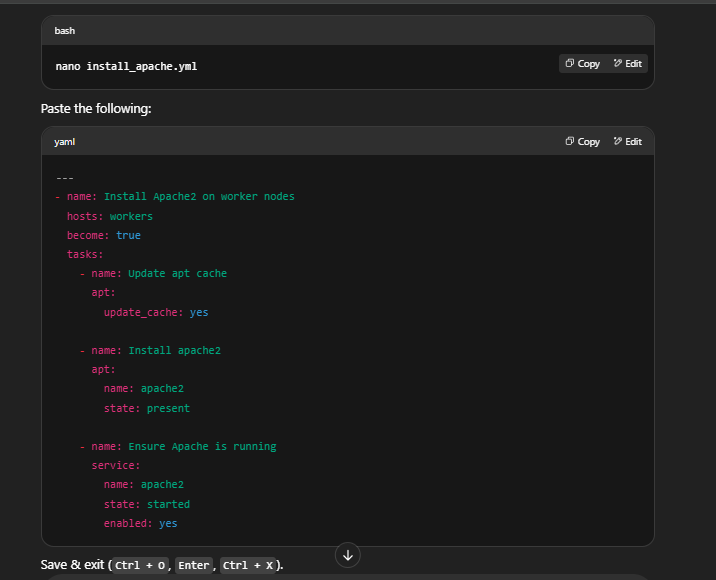 bash
nano install_apache.yml
Copy
Edit
Paste the following:
yaml
Copy
Edit
---
- name: Install Apache2 on worker nodes
  hosts: workers
  become: true
  tasks:
    - name: Update apt cache
      apt:
        update_cache: yes

    - name: Install apache2
      apt:
        name: apache2
        state: present

    - name: Ensure Apache is running
      service:
        name: apache2
        state: started
        enabled: yes
Save & exit (Ctrl + O, Enter, Ctrl + X).